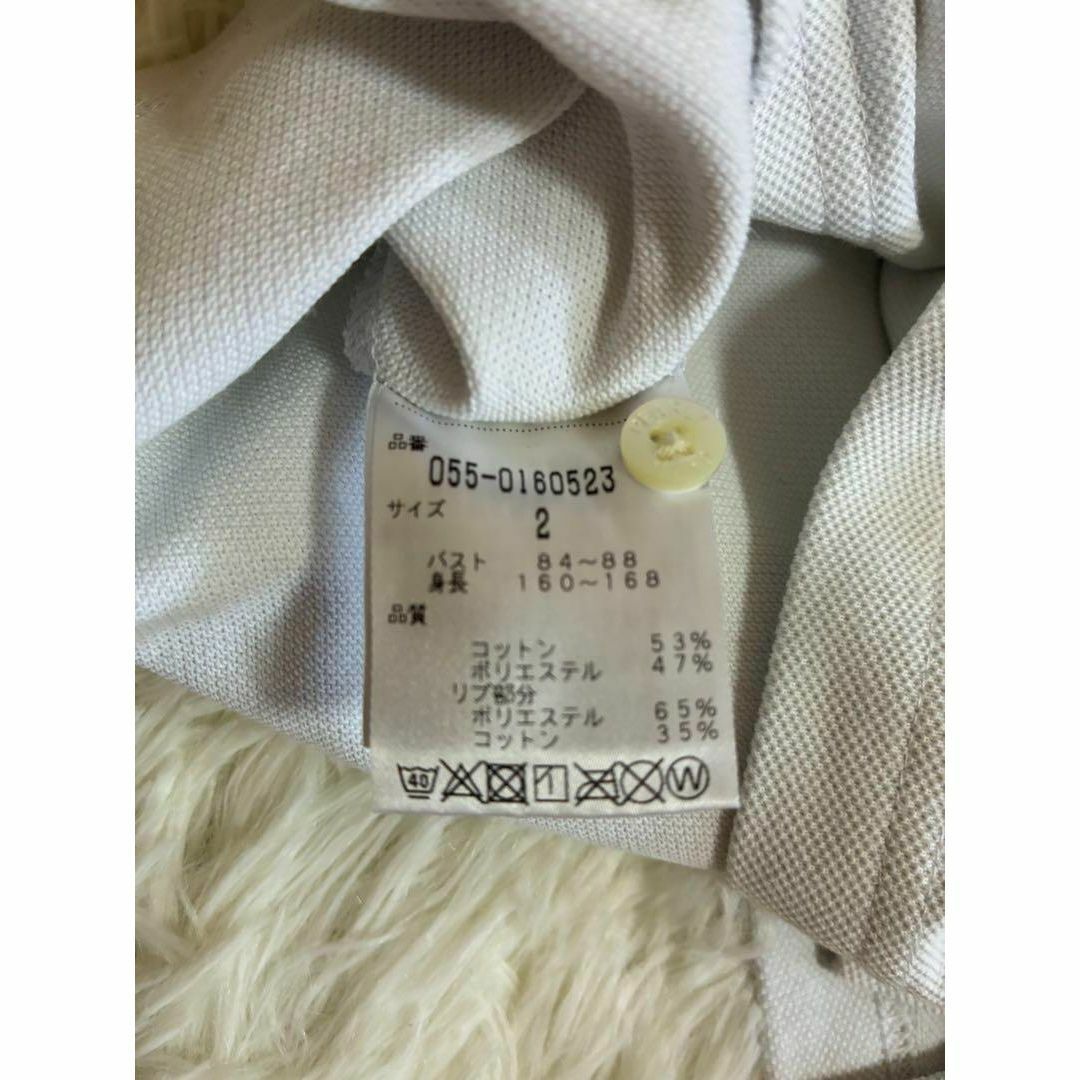 品番
055-0160523
サイズ
2
バスト 84～88
身長 160～168
品質
コットン 53%
ポリエステル 47%
リブ部分
ポリエステル 65%
コットン 35%
40 W